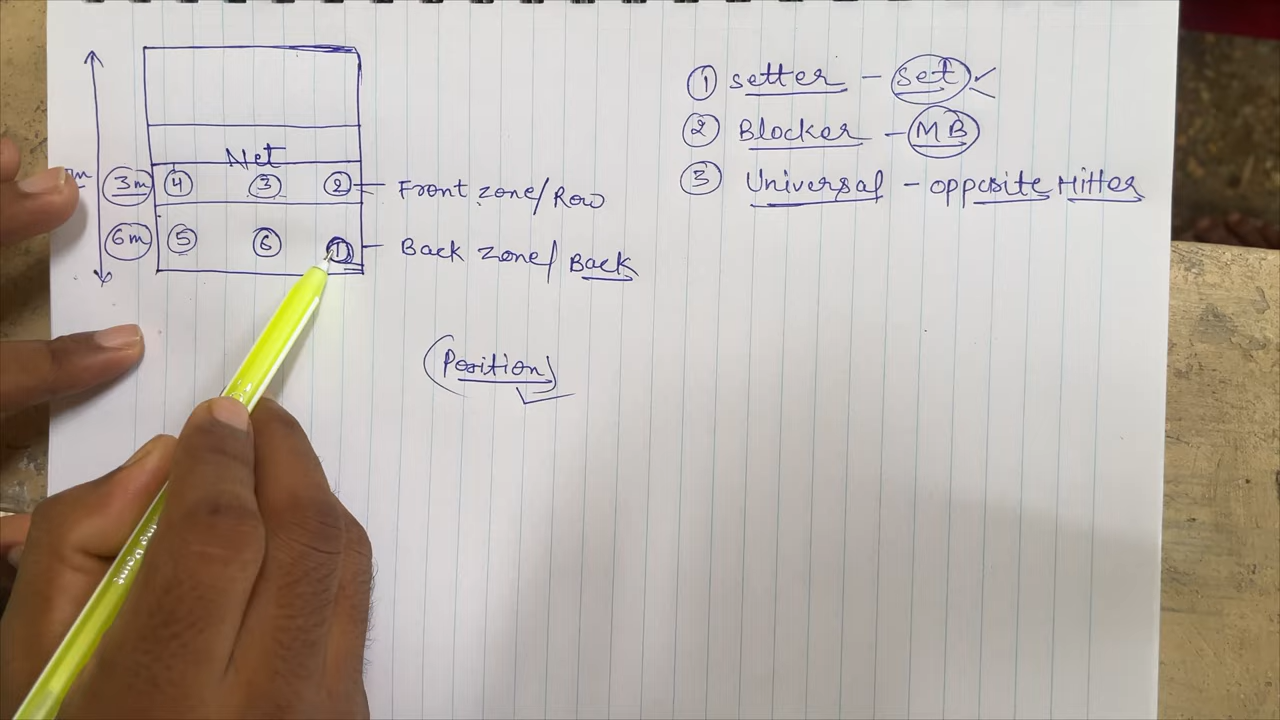 Net
3m ④ ③ ② Front zone/Row
6m ⑤ ⑥ ① Back zone/Back
(Position)
① Setter - Set
② Blocker - MB
③ Universal - opposite Hitter